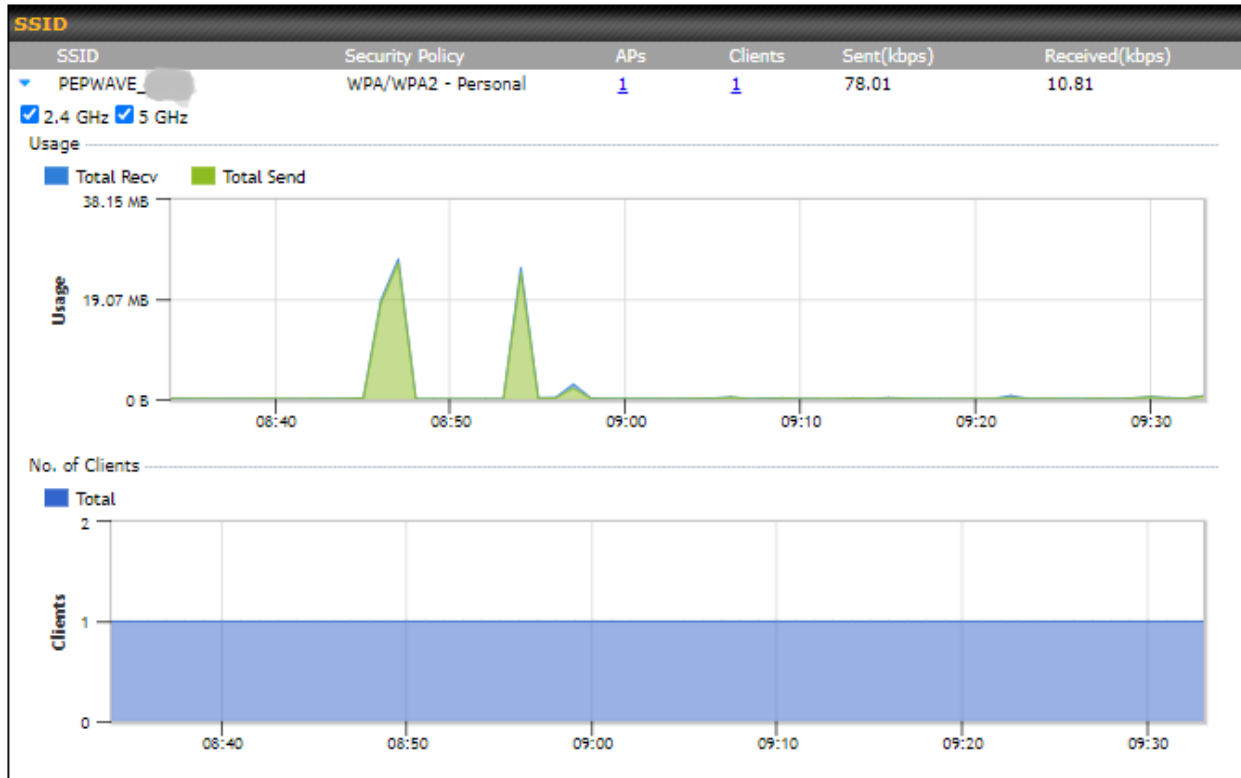 SSID
SSID Security Policy APs Clients Sent(kbps) Received(kbps)
PEPWAVE_ WPA/WPA2 - Personal 1 1 78.01 10.81
2.4 GHz 5 GHz
Usage
Total Recv Total Send
38.15 MB
Usage
19.07 MB
0 B
08:40 08:50 09:00 09:10 09:20 09:30
No. of Clients
Total
2
Clients
1
0
08:40 08:50 09:00 09:10 09:20 09:30